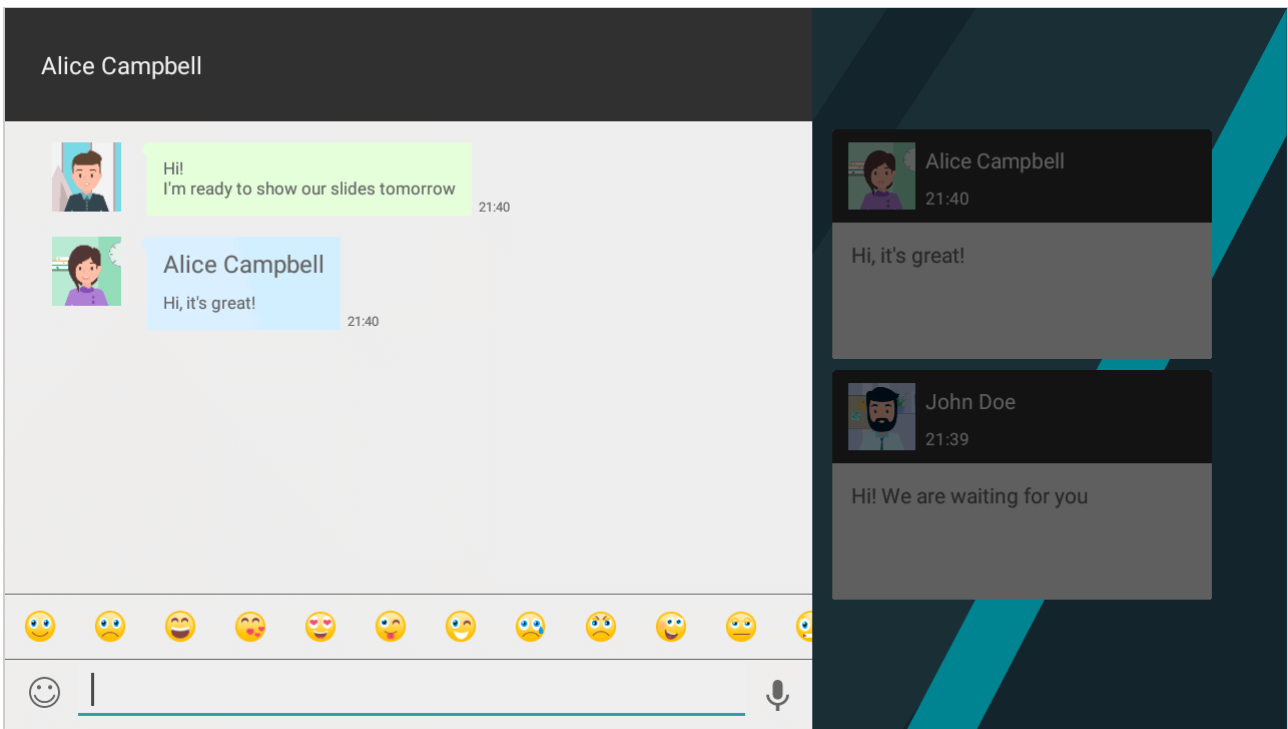 Alice Campbell
Hi!
I'm ready to show our slides tomorrow
21:40
Alice Campbell
Hi, it's great!
21:40
Alice Campbell
21:40
Hi, it's great!
John Doe
21:39
Hi! We are waiting for you